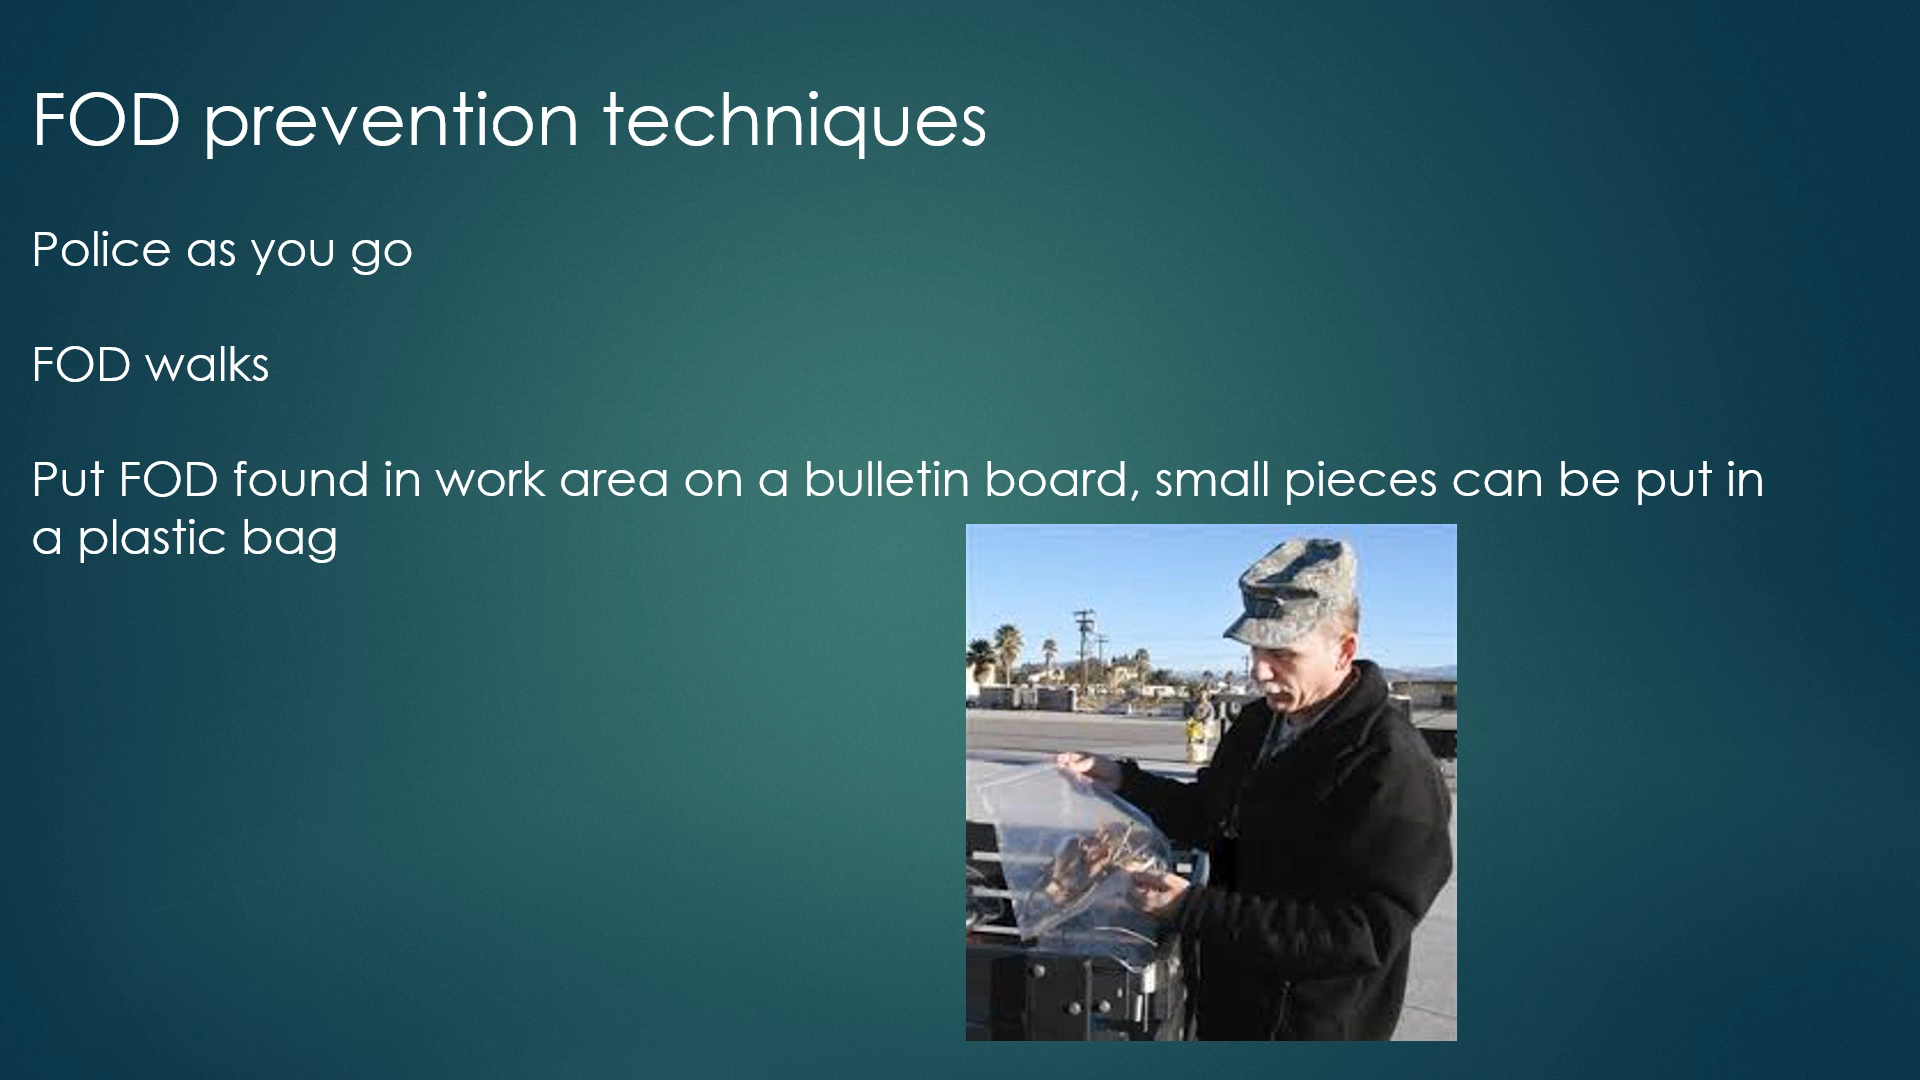 FOD prevention techniques
Police as you go
FOD walks
Put FOD found in work area on a bulletin board, small pieces can be put in
a plastic bag